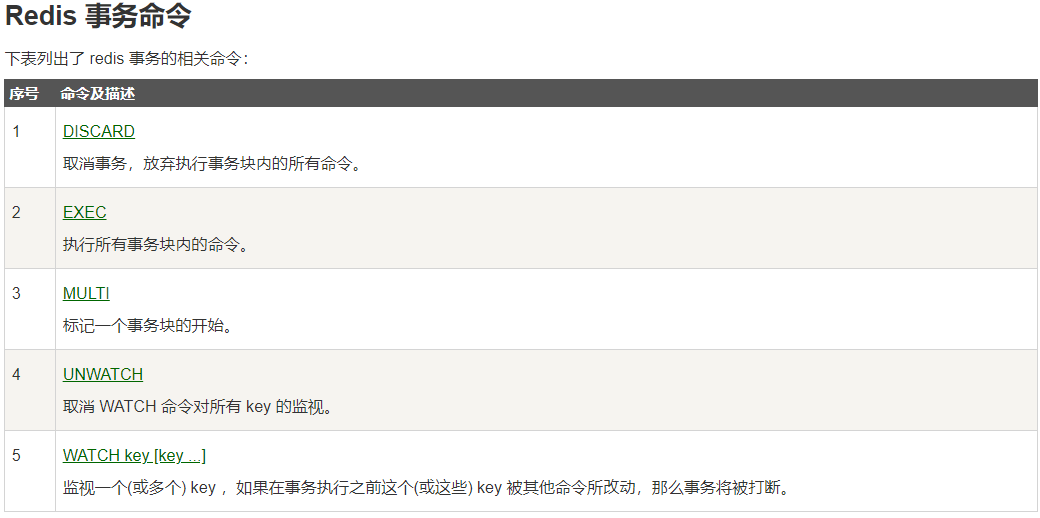 Redis 事务命令
下表列出了 redis 事务的相关命令：
序号 命令及描述
1 DISCARD
取消事务，放弃执行事务块内的所有命令。
2 EXEC
执行所有事务块内的命令。
3 MULTI
标记一个事务块的开始。
4 UNWATCH
取消 WATCH 命令对所有 key 的监视。
5 WATCH key [key ...]
监视一个(或多个) key ，如果在事务执行之前这个(或这些) key 被其他命令所改动，那么事务将被打断。